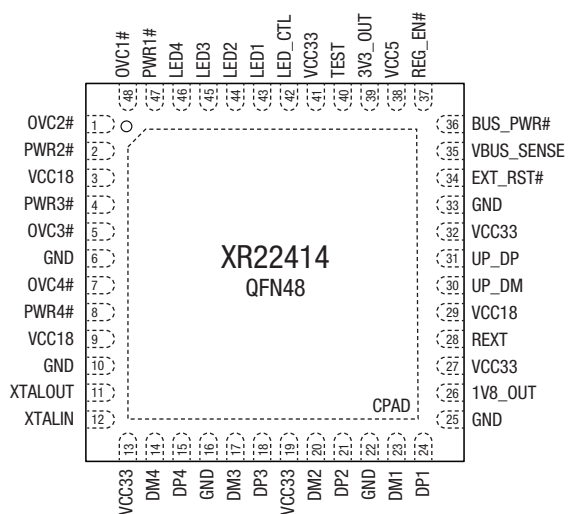 OVC1#
PWR1#
LED4
LED3
LED2
LED1
LED_CTL
VCC33
TEST
3V3_OUT
VCC5
REG_EN#
48
47
46
45
44
43
42
41
40
39
38
37
OVC2# 1
PWR2# 2
VCC18 3
PWR3# 4
OVC3# 5
GND 6
OVC4# 7
PWR4# 8
VCC18 9
GND 10
XTALOUT 11
XTALIN 12
XR22414
QFN48
CPAD
36 BUS_PWR#
35 VBUS_SENSE
34 EXT_RST#
33 GND
32 VCC33
31 UP_DP
30 UP_DM
29 VCC18
28 REXT
27 VCC33
26 1V8_OUT
25 GND
13
14
15
16
17
18
19
20
21
22
23
24
VCC33
DM4
DP4
GND
DM3
DP3
VCC33
DM2
DP2
GND
DM1
DP1